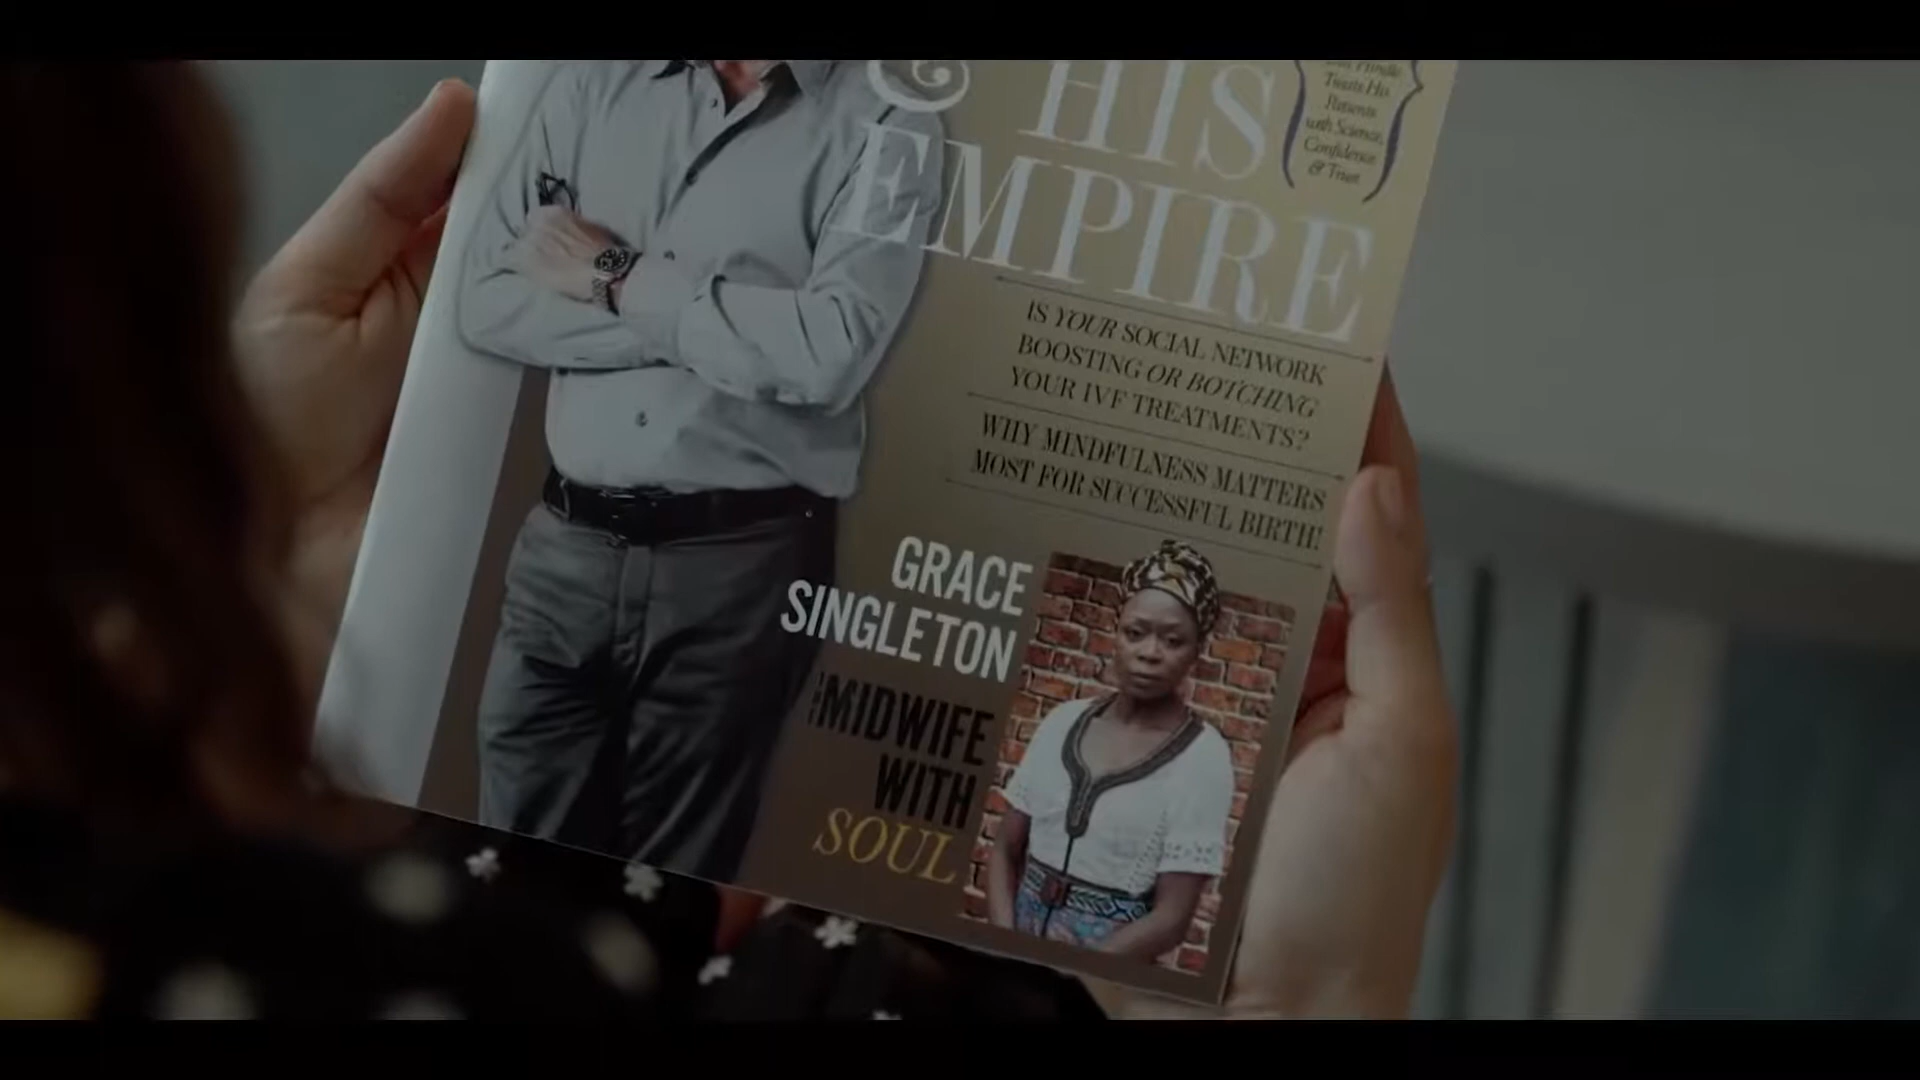 & HIS
EMPIRE
Treats His
Patients
with Science,
Confidence
& Trust
IS YOUR SOCIAL NETWORK
BOOSTING OR BOTCHING
YOUR IVF TREATMENTS?
WHY MINDFULNESS MATTERS
MOST FOR SUCCESSFUL BIRTH!
GRACE
SINGLETON
THE MIDWIFE
WITH
SOUL